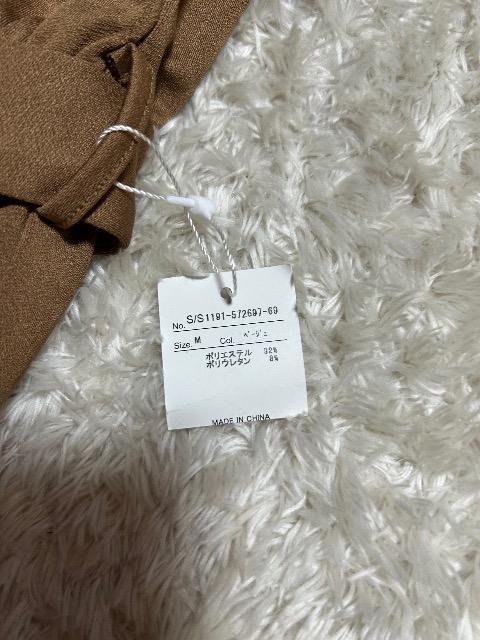 No. S/S1191-572697-69
Size. M Col. ベージュ
ポリエステル 92%
ポリウレタン 8%
MADE IN CHINA